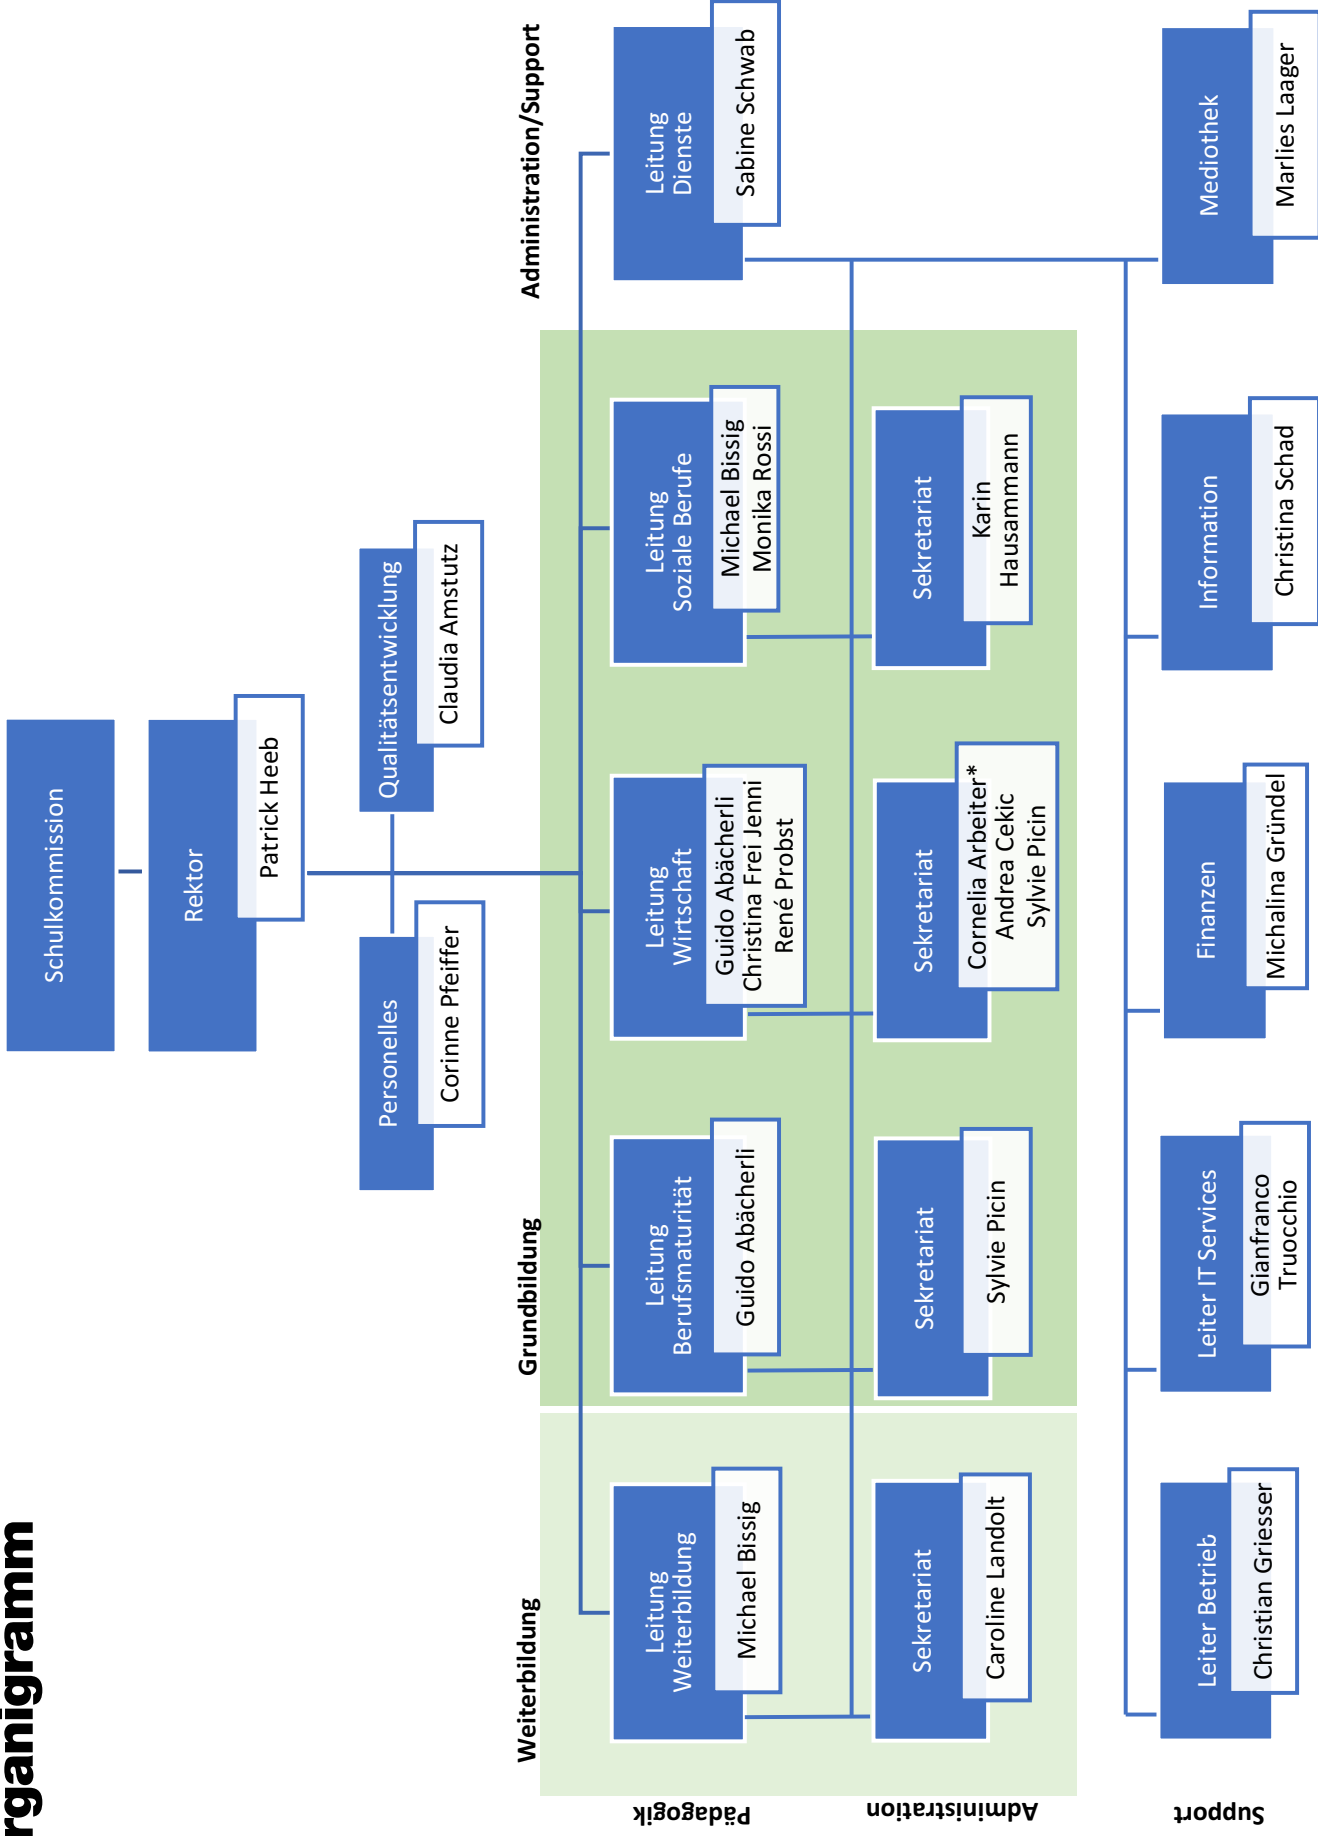 rganigramm
Schulkommission
Rektor
Patrick Heeb
Personelles
Corinne Pfeiffer
Qualitätsentwicklung
Claudia Amstutz
Weiterbildung
Grundbildung
Administration/Support
Pädagogik
Leitung
Weiterbildung
Michael Bissig
Leitung
Berufsmaturität
Guido Abächerli
Leitung
Wirtschaft
Guido Abächerli
Christina Frei Jenni
René Probst
Leitung
Soziale Berufe
Michael Bissig
Monika Rossi
Leitung
Dienste
Sabine Schwab
Administration
Sekretariat
Caroline Landolt
Sekretariat
Sylvie Picin
Sekretariat
Cornelia Arbeiter*
Andrea Cekic
Sylvie Picin
Sekretariat
Karin
Hausammann
Support
Leiter Betrieb
Christian Griesser
Leiter IT Services
Gianfranco
Truocchio
Finanzen
Michalina Gründel
Information
Christina Schad
Mediothek
Marlies Laager